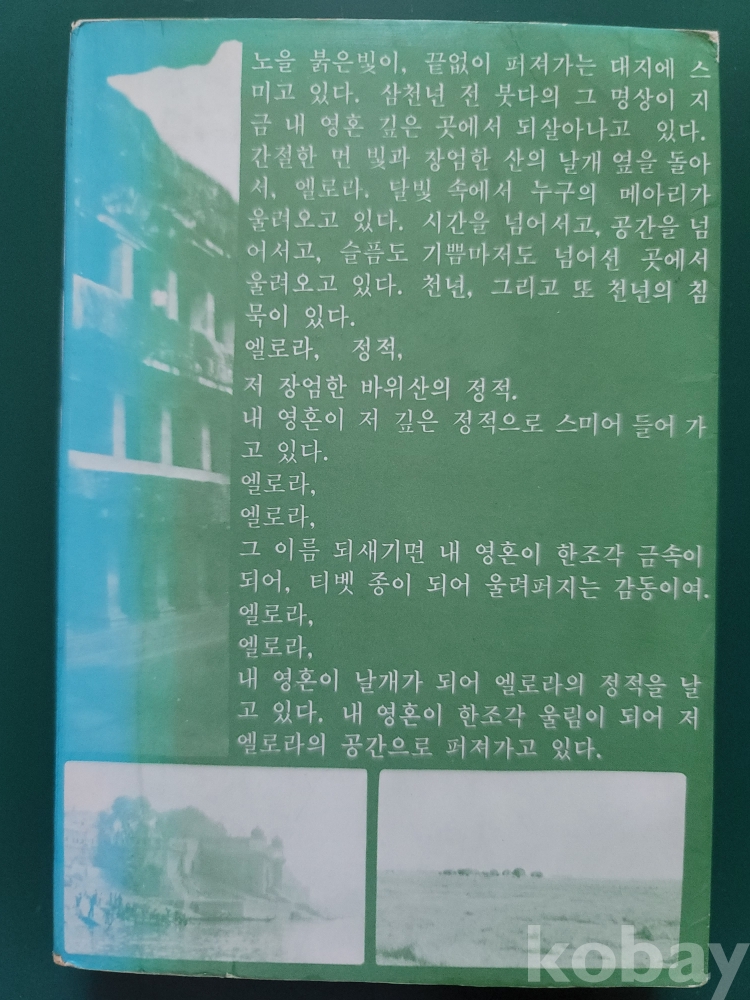 노을 붉은빛이, 끝없이 퍼져가는 대지에 스
미고 있다. 삼천년 전 붓다의 그 명상이 지
금 내 영혼 깊은 곳에서 되살아나고 있다.
간절한 먼 빛과 장엄한 산의 날개 옆을 돌아
서, 엘로라. 달빛 속에서 누구의 메아리가
울려오고 있다. 시간을 넘어서고, 공간을 넘
어서고, 슬픔도 기쁨마저도 넘어선 곳에서
울려오고 있다. 천년, 그리고 또 천년의 침
묵이 있다.
엘로라, 정적,
저 장엄한 바위산의 정적.
내 영혼이 저 깊은 정적으로 스미어 들어 가
고 있다.
엘로라,
엘로라,
그 이름 되새기면 내 영혼이 한조각 금속이
되어, 티벳 종이 되어 울려퍼지는 감동이여.
엘로라,
엘로라,
내 영혼이 날개가 되어 엘로라의 정적을 날
고 있다. 내 영혼이 한조각 울림이 되어 저
엘로라의 공간으로 퍼져가고 있다.
kobay